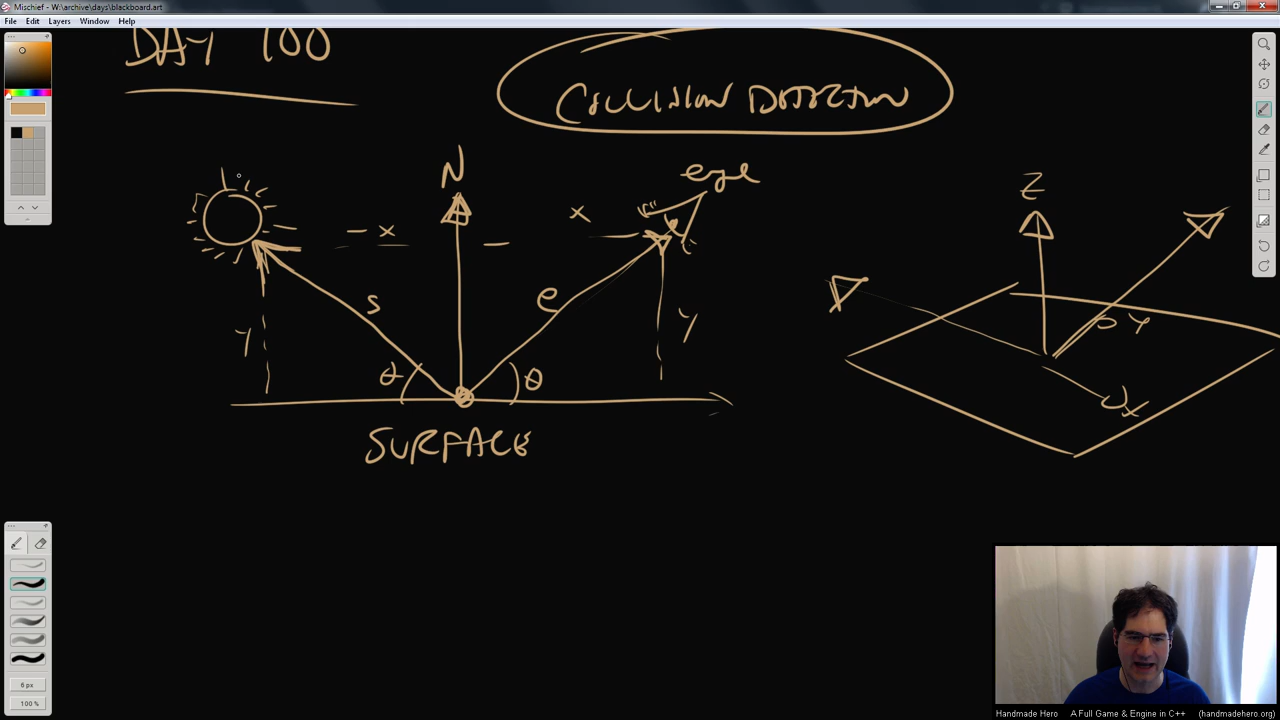 Mischief - W:\archive\days\blackboard.art
File Edit Layers Window Help
DAY 100
COLLISION DETECTION
N
eye
Z
x
- x
s
e
Y
Y
Y
θ
θ
x
SURFACE
6 px
100 %
Handmade Hero A Full Game & Engine in C++ (handmadehero.org)